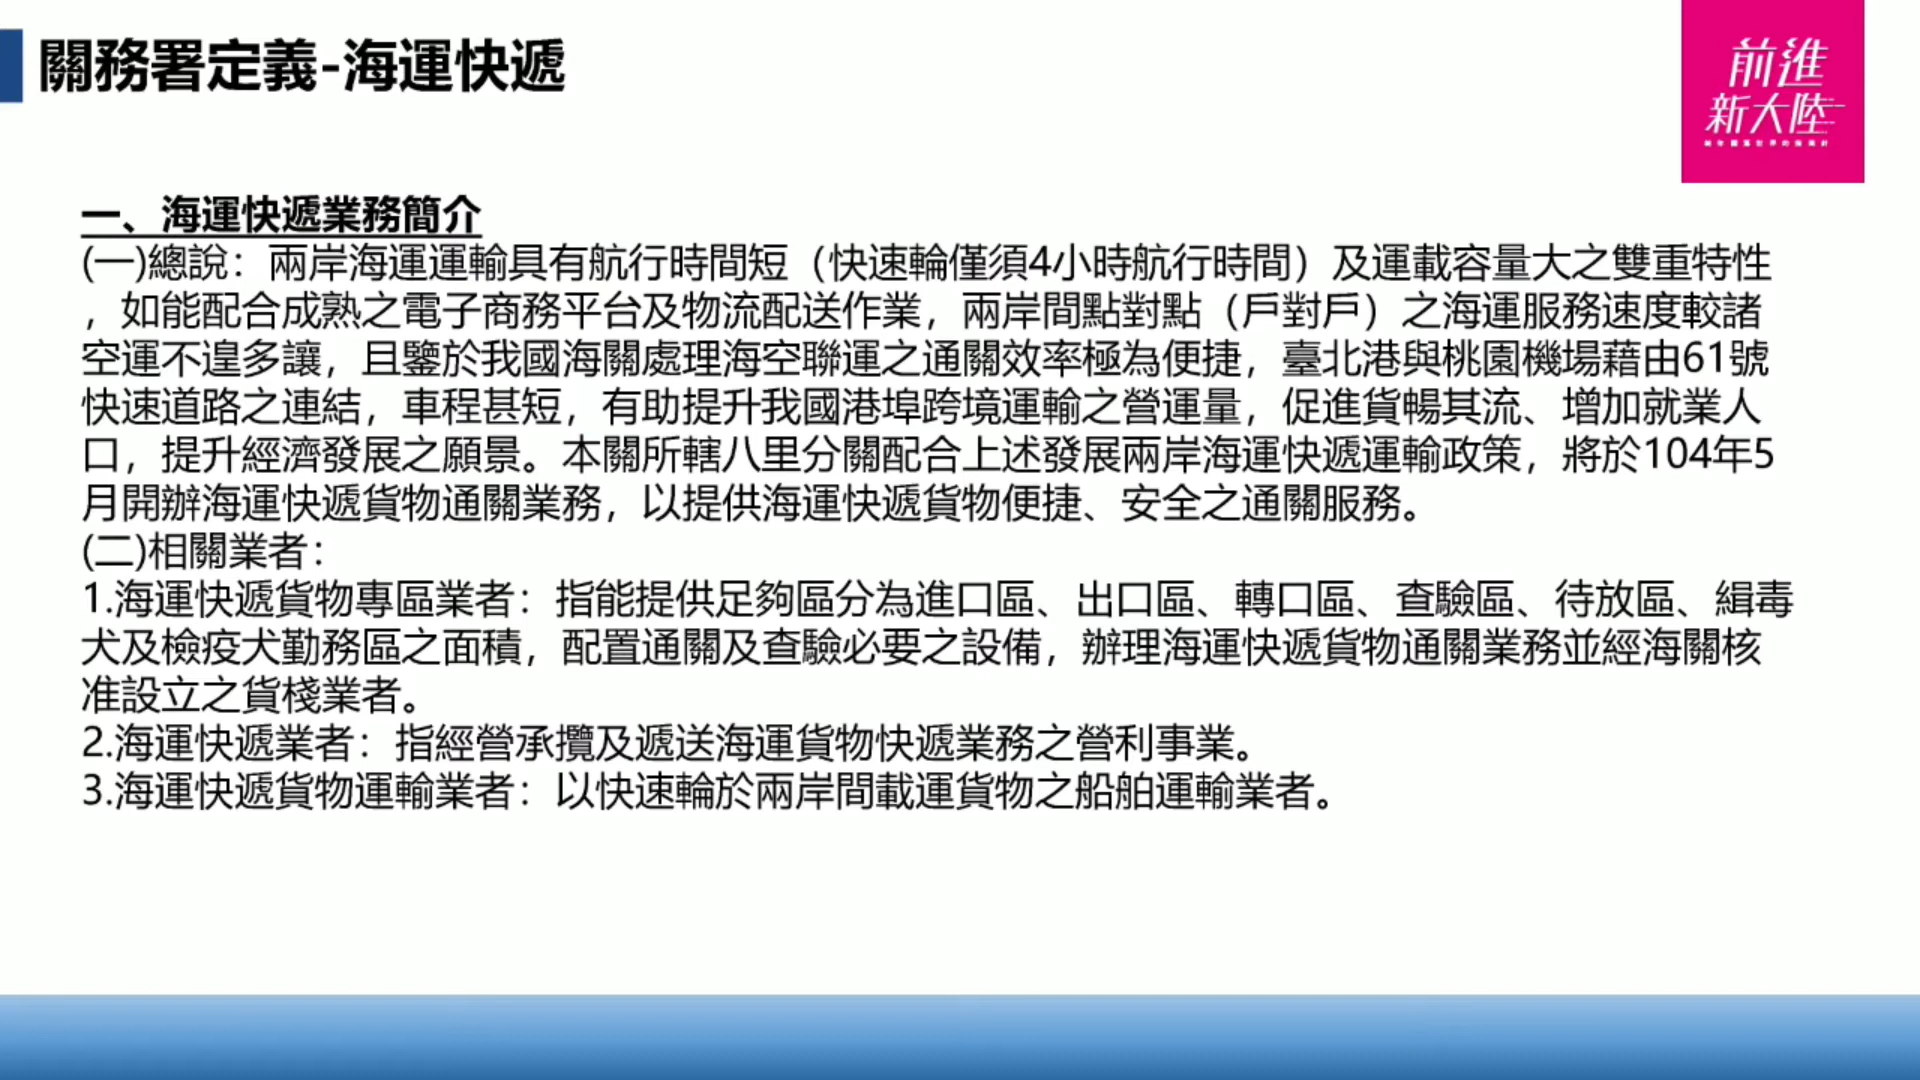 關務署定義-海運快遞
前進
新大陸
一、海運快遞業務簡介
(一)總說：兩岸海運運輸具有航行時間短（快速輪僅須4小時航行時間）及運載容量大之雙重特性
，如能配合成熟之電子商務平台及物流配送作業，兩岸間點對點（戶對戶）之海運服務速度較諸
空運不遑多讓，且鑒於我國海關處理海空聯運之通關效率極為便捷，臺北港與桃園機場藉由61號
快速道路之連結，車程甚短，有助提升我國港埠跨境運輸之營運量，促進貨暢其流、增加就業人
口，提升經濟發展之願景。本關所轄八里分關配合上述發展兩岸海運快遞運輸政策，將於104年5
月開辦海運快遞貨物通關業務，以提供海運快遞貨物便捷、安全之通關服務。
(二)相關業者：
1.海運快遞貨物專區業者：指能提供足夠區分為進口區、出口區、轉口區、查驗區、待放區、緝毒
犬及檢疫犬勤務區之面積，配置通關及查驗必要之設備，辦理海運快遞貨物通關業務並經海關核
准設立之貨棧業者。
2.海運快遞業者：指經營承攬及遞送海運貨物快遞業務之營利事業。
3.海運快遞貨物運輸業者：以快速輪於兩岸間載運貨物之船舶運輸業者。